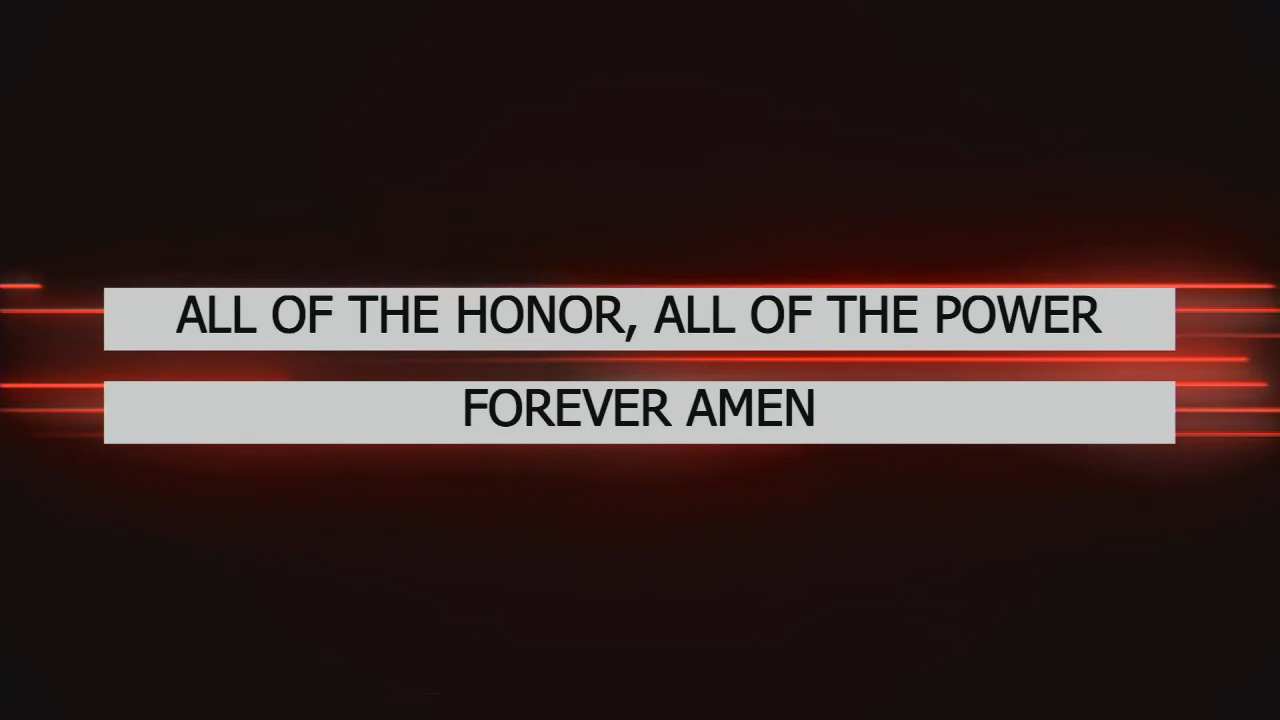 ALL OF THE HONOR, ALL OF THE POWER
FOREVER AMEN